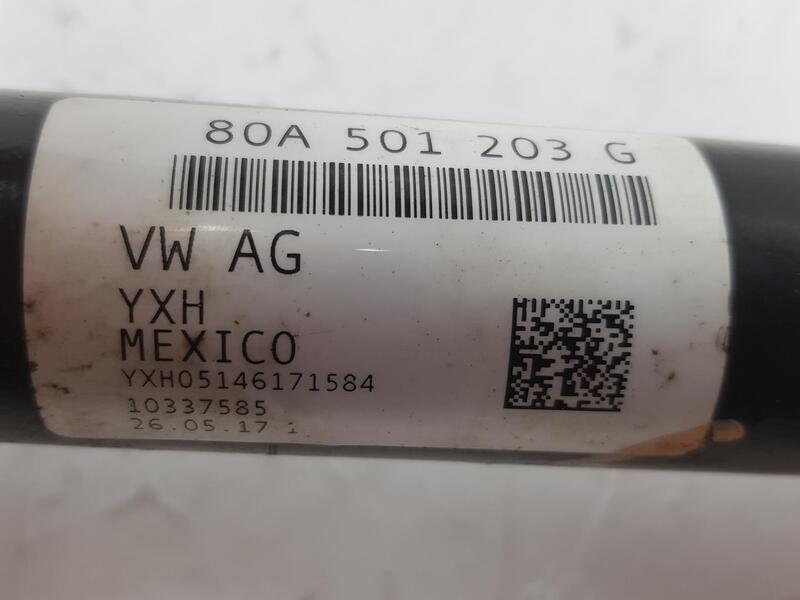 80A 501 203 G
VW AG
YXH
MEXICO
YXH05146171584
10337585
26.05.17 1